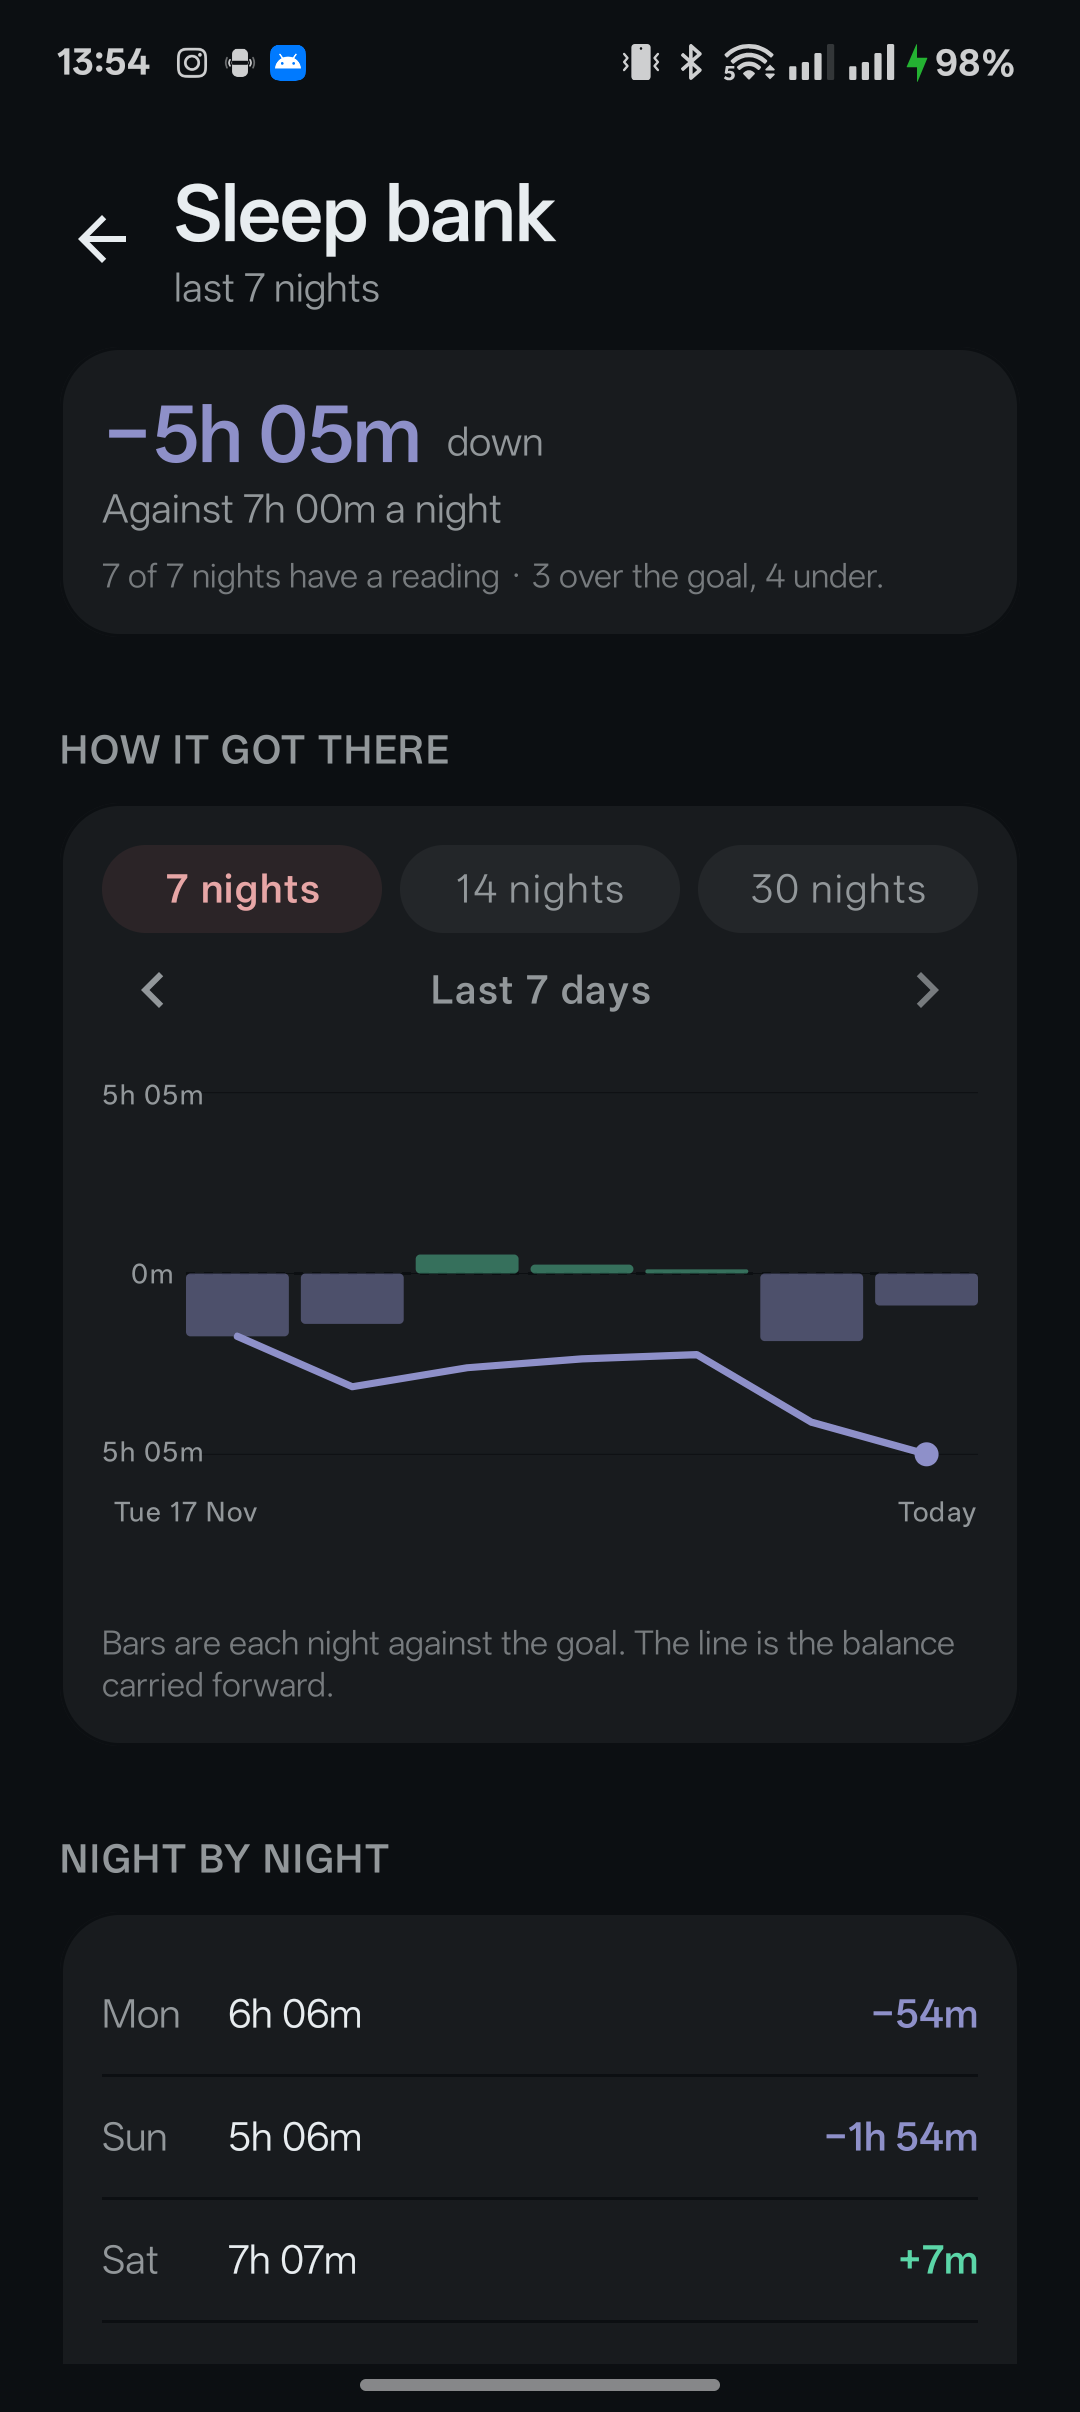 13:54
5
98%
Sleep bank
last 7 nights
−5h 05m down
Against 7h 00m a night
7 of 7 nights have a reading · 3 over the goal, 4 under.
HOW IT GOT THERE
7 nights
14 nights
30 nights
Last 7 days
5h 05m
0m
5h 05m
Tue 17 Nov
Today
Bars are each night against the goal. The line is the balance
carried forward.
NIGHT BY NIGHT
Mon 6h 06m −54m
Sun 5h 06m −1h 54m
Sat 7h 07m +7m